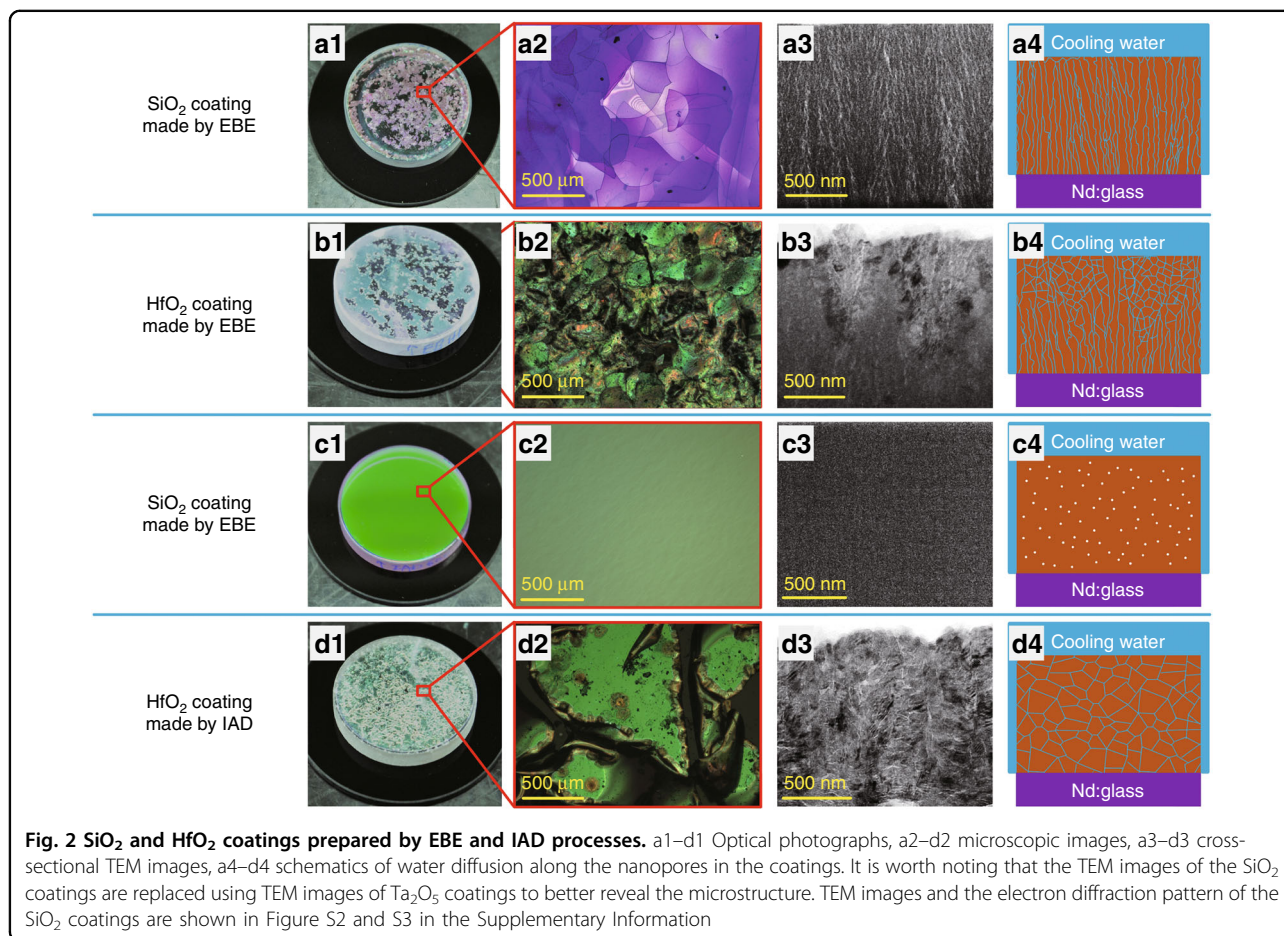 a1
a2
a3
a4
Cooling water
SiO₂ coating
made by EBE
500 μm
500 nm
Nd:glass
b1
b2
b3
b4
Cooling water
HfO₂ coating
made by EBE
500 μm
500 nm
Nd:glass
c1
c2
c3
c4
Cooling water
SiO₂ coating
made by EBE
500 μm
500 nm
Nd:glass
d1
d2
d3
d4
Cooling water
HfO₂ coating
made by IAD
500 μm
500 nm
Nd:glass
Fig. 2 SiO₂ and HfO₂ coatings prepared by EBE and IAD processes. a1–d1 Optical photographs, a2–d2 microscopic images, a3–d3 cross-
sectional TEM images, a4–d4 schematics of water diffusion along the nanopores in the coatings. It is worth noting that the TEM images of the SiO₂
coatings are replaced using TEM images of Ta₂O₅ coatings to better reveal the microstructure. TEM images and the electron diffraction pattern of the
SiO₂ coatings are shown in Figure S2 and S3 in the Supplementary Information